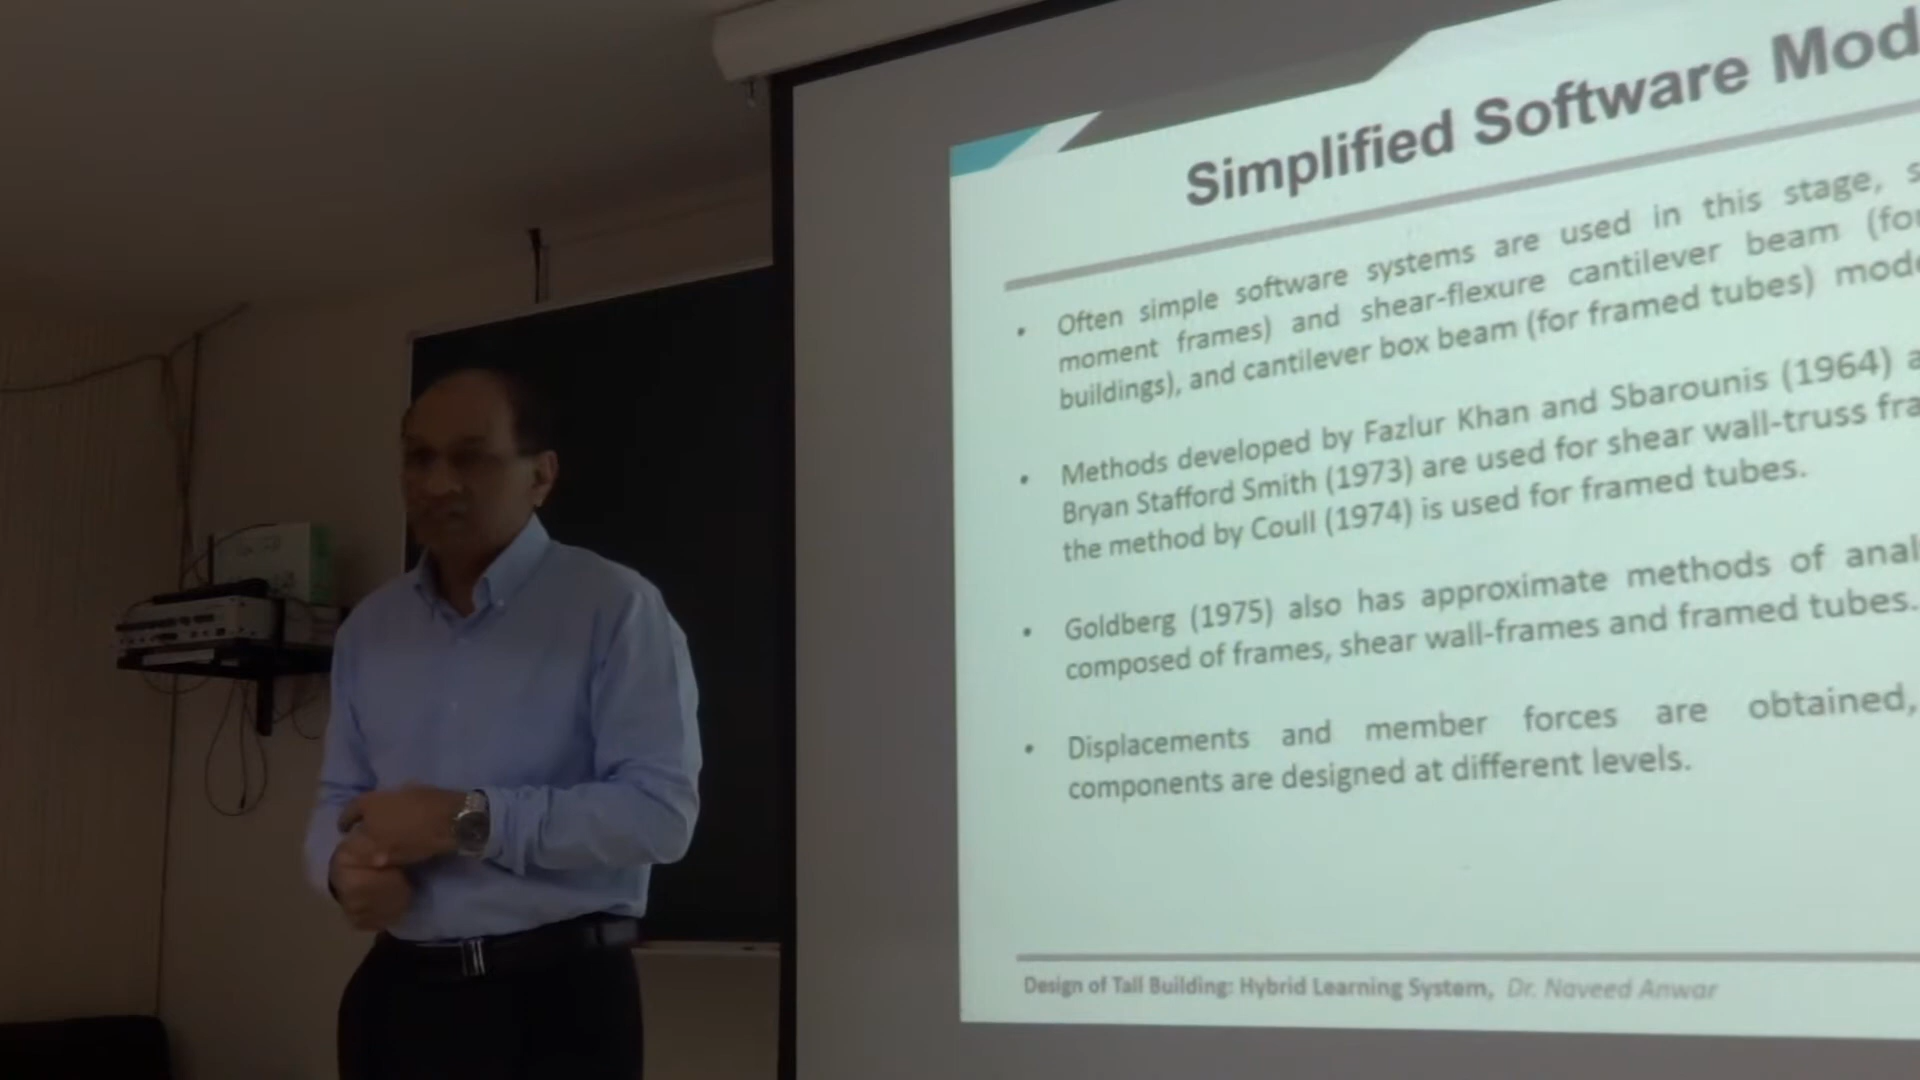 Simplified Software Mod
Often simple software systems are used in this stage, s
moment frames) and shear-flexure cantilever beam (for
buildings), and cantilever box beam (for framed tubes) mode
Methods developed by Fazlur Khan and Sbarounis (1964) a
Bryan Stafford Smith (1973) are used for shear wall-truss fra
the method by Coull (1974) is used for framed tubes.
Goldberg (1975) also has approximate methods of anal
composed of frames, shear wall-frames and framed tubes.
Displacements and member forces are obtained,
components are designed at different levels.
Design of Tall Building: Hybrid Learning System, Dr. Naveed Anwar